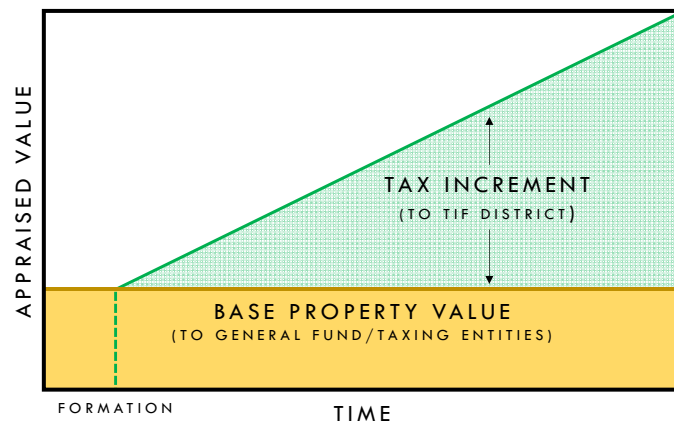 APPRAISED VALUE
TAX INCREMENT
(TO TIF DISTRICT)
BASE PROPERTY VALUE
(TO GENERAL FUND/TAXING ENTITIES)
FORMATION
TIME